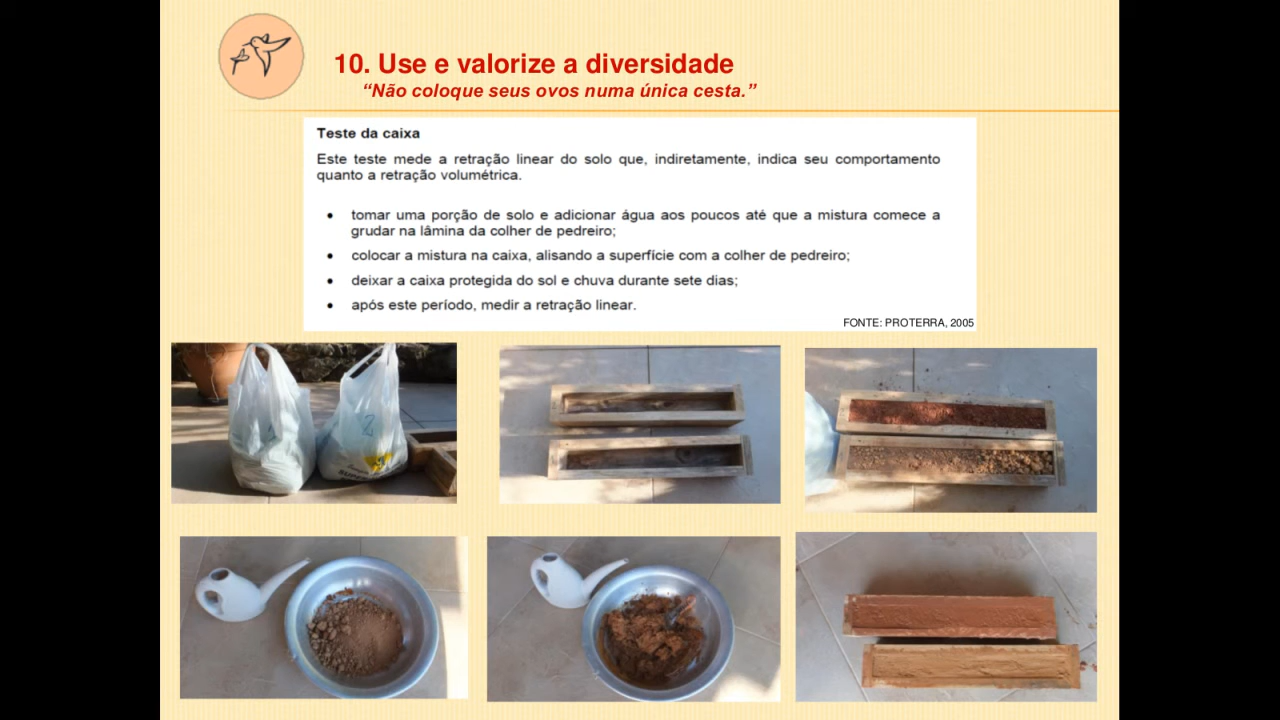 10. Use e valorize a diversidade
“Não coloque seus ovos numa única cesta.”
Teste da caixa
Este teste mede a retração linear do solo que, indiretamente, indica seu comportamento
quanto a retração volumétrica.
• tomar uma porção de solo e adicionar água aos poucos até que a mistura comece a
grudar na lâmina da colher de pedreiro;
• colocar a mistura na caixa, alisando a superfície com a colher de pedreiro;
• deixar a caixa protegida do sol e chuva durante sete dias;
• após este período, medir a retração linear.
FONTE: PROTERRA, 2005